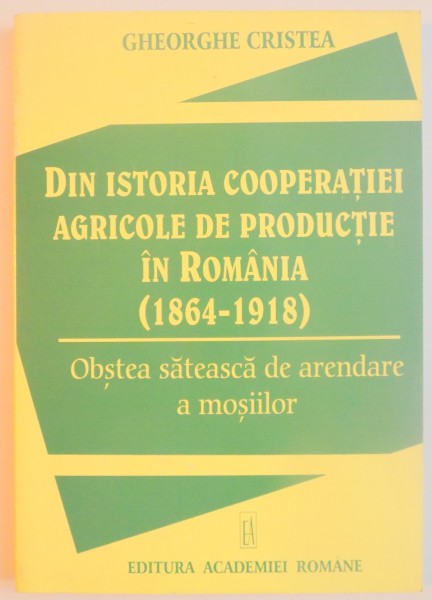 GHEORGHE CRISTEA
DIN ISTORIA COOPERAȚIEI
AGRICOLE DE PRODUCȚIE
ÎN ROMÂNIA
(1864-1918)
Obștea sătească de arendare
a moșiilor
EA
EDITURA ACADEMIEI ROMÂNE